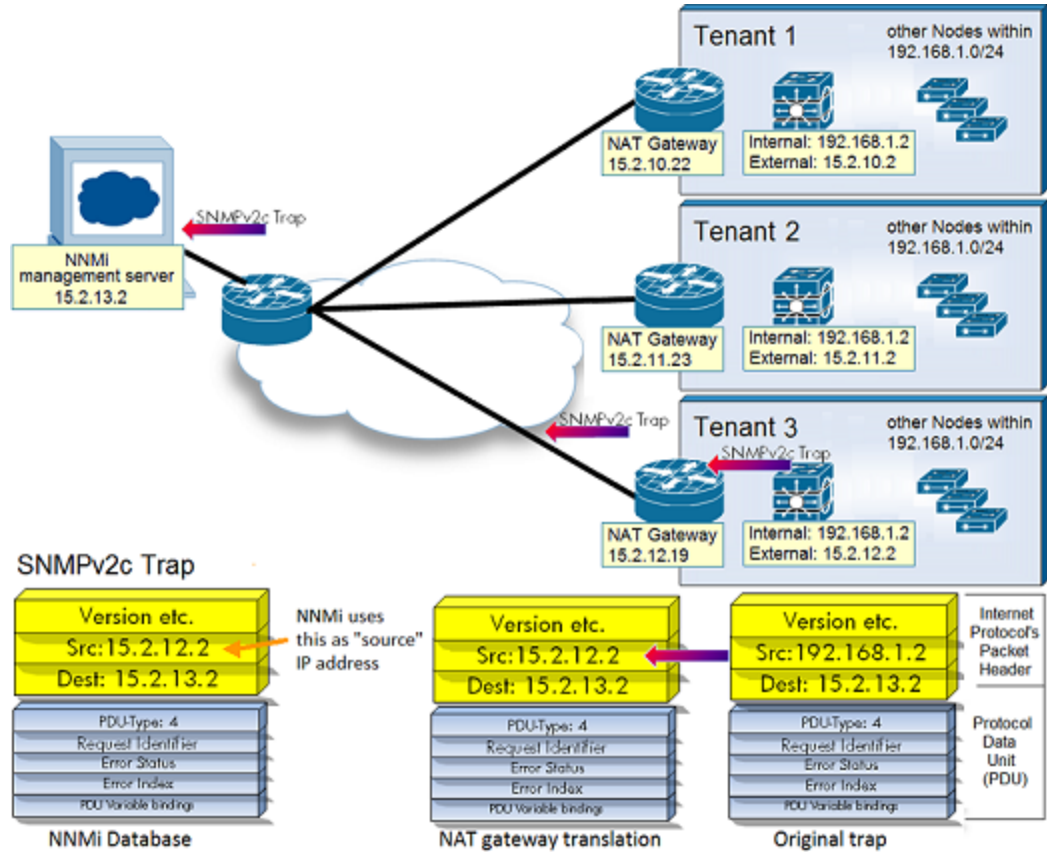 Tenant 1
other Nodes within
192.168.1.0/24
NAT Gateway
15.2.10.22
Internal: 192.168.1.2
External: 15.2.10.2
SNMPv2c Trap
NNMi
management server
15.2.13.2
Tenant 2
other Nodes within
192.168.1.0/24
NAT Gateway
15.2.11.23
Internal: 192.168.1.2
External: 15.2.11.2
SNMPv2c Trap
Tenant 3
other Nodes within
192.168.1.0/24
SNMPv2c Trap
NAT Gateway
15.2.12.19
Internal: 192.168.1.2
External: 15.2.12.2
SNMPv2c Trap
Version etc.
Src:15.2.12.2
Dest: 15.2.13.2
PDU-Type: 4
Request Identifier
Error Status
Error Index
PDU Variable bindings
NNMi Database
NNMi uses
this as "source"
IP address
Version etc.
Src:15.2.12.2
Dest: 15.2.13.2
PDU-Type: 4
Request Identifier
Error Status
Error Index
PDU Variable bindings
NAT gateway translation
Version etc.
Src:192.168.1.2
Dest: 15.2.13.2
PDU-Type: 4
Request Identifier
Error Status
Error Index
PDU Variable bindings
Original trap
Internet
Protocol's
Packet
Header
Protocol
Data
Unit
(PDU)